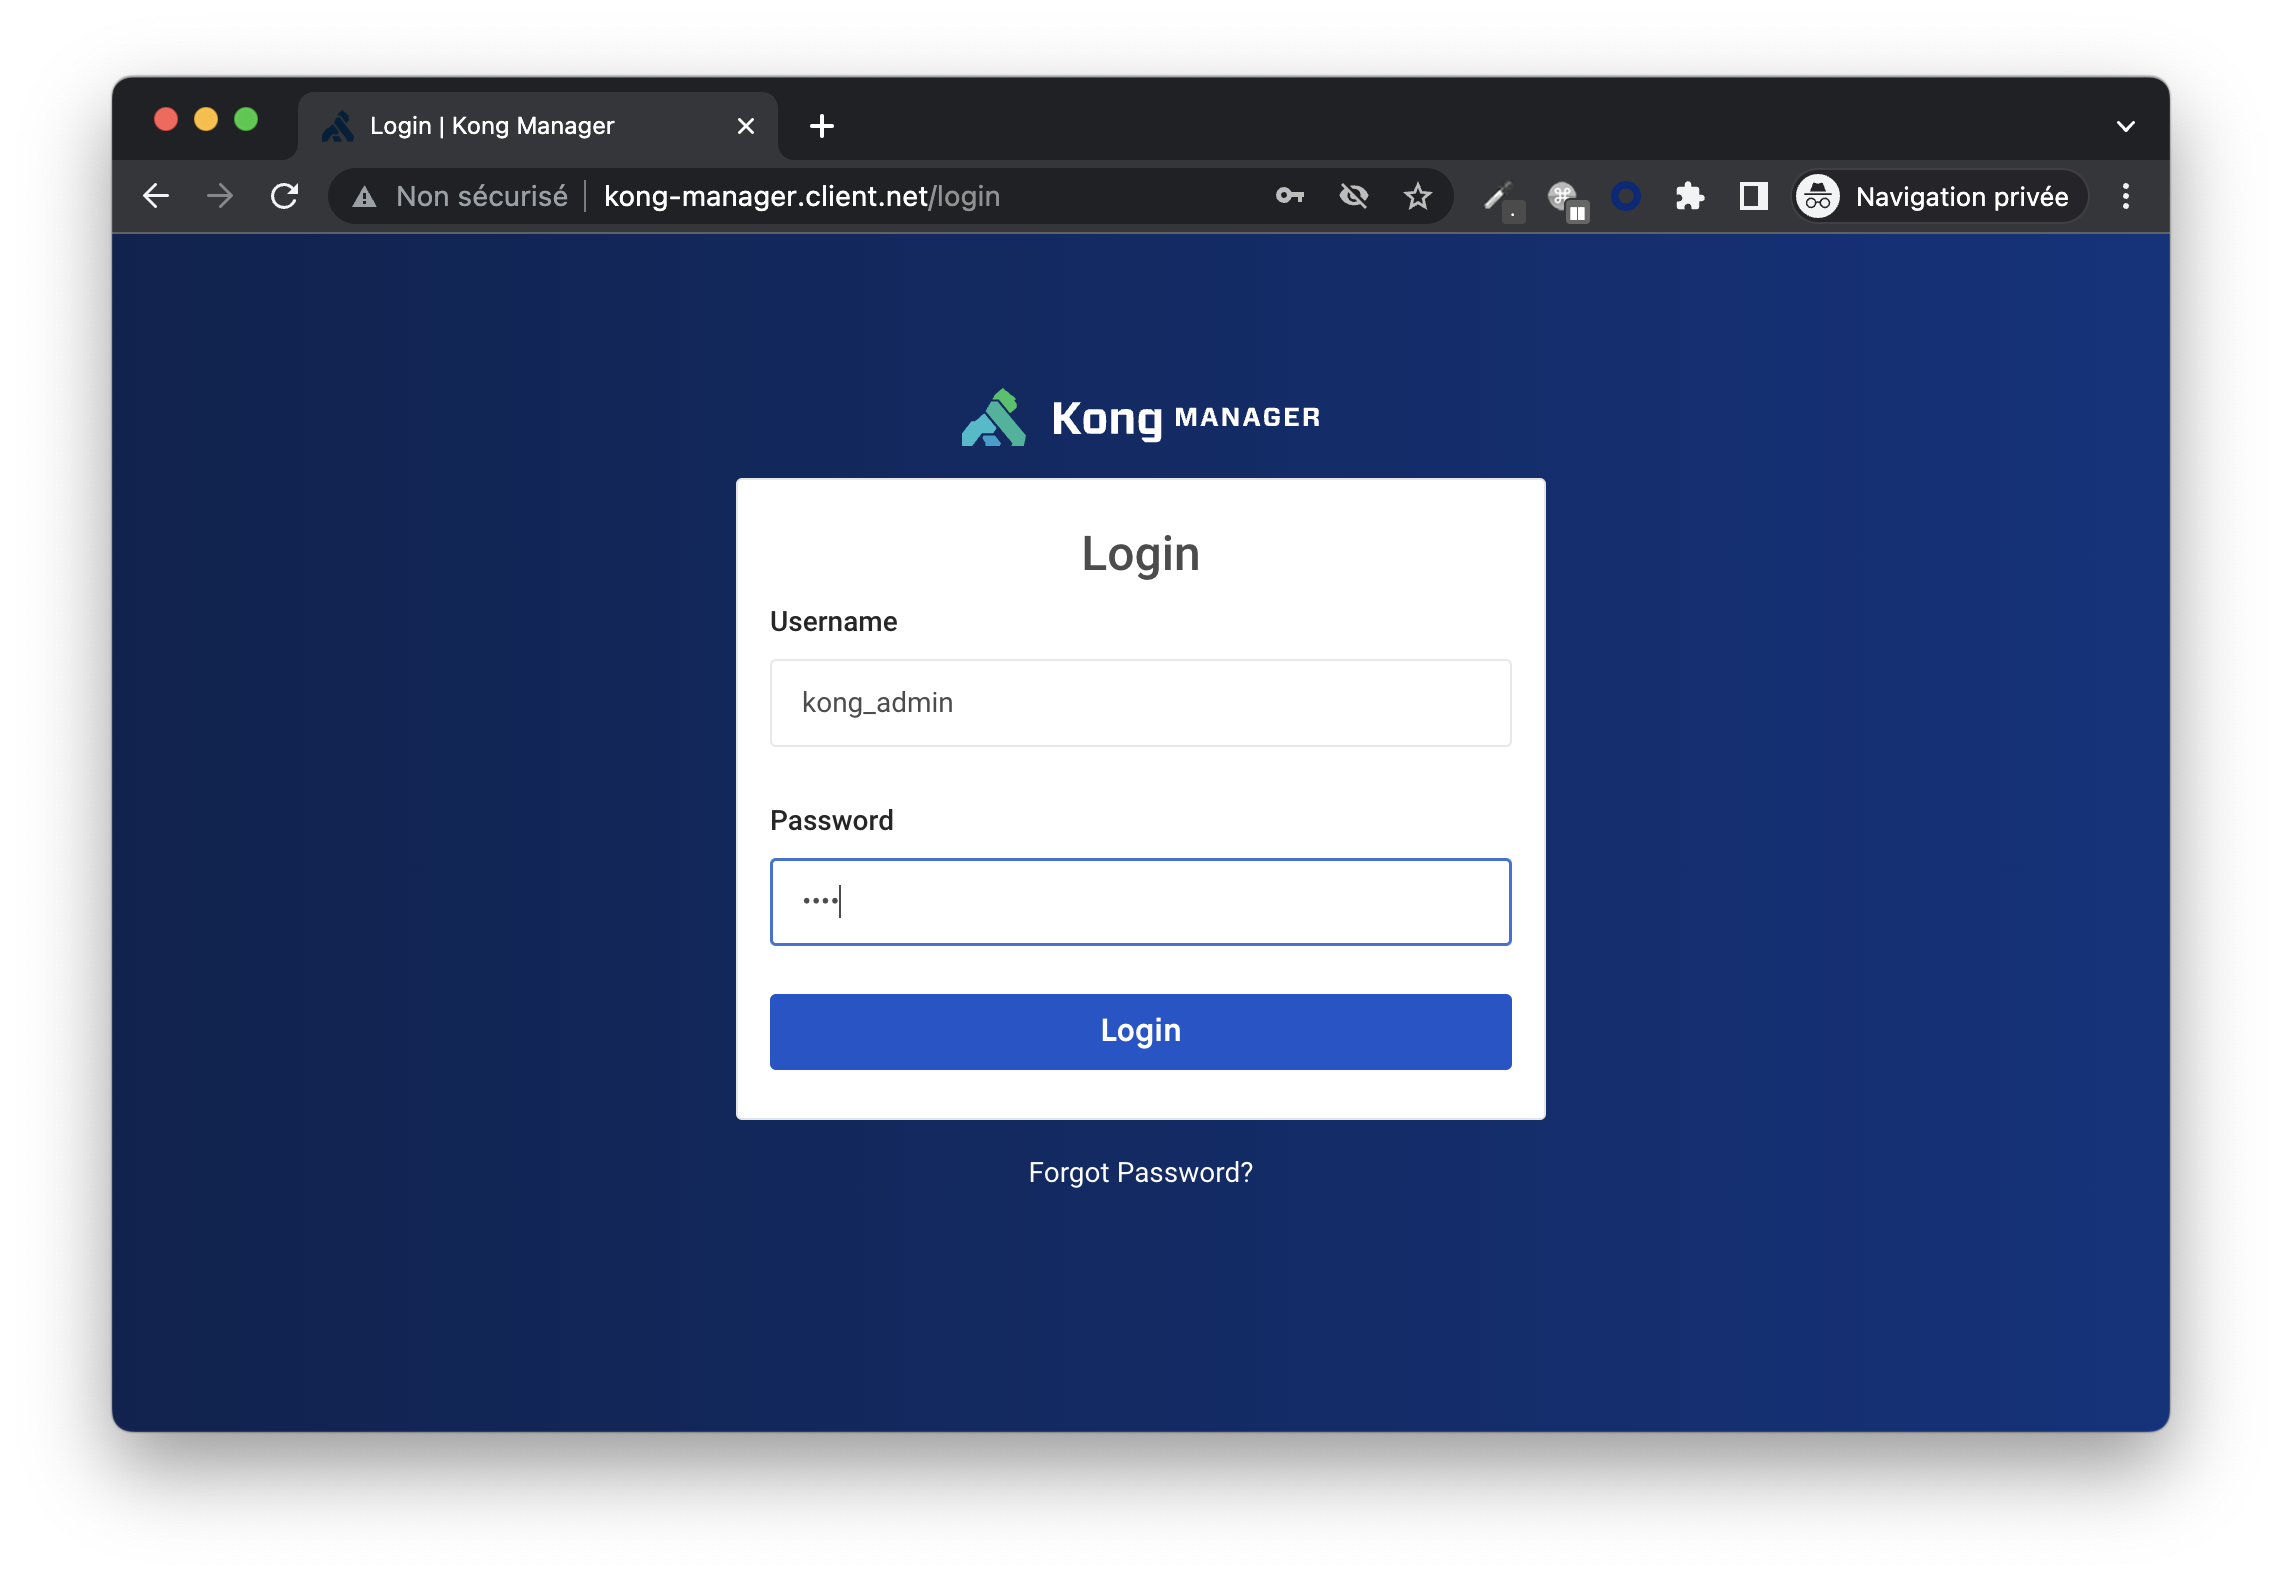 Login | Kong Manager
Non sécurisé | kong-manager.client.net/login
Navigation privée
Kong MANAGER
Login
Username
kong_admin
Password
••••
Login
Forgot Password?